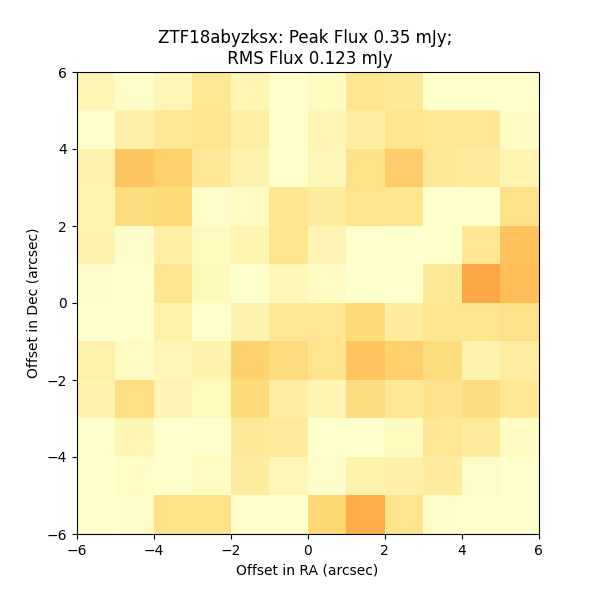 ZTF18abyzksx: Peak Flux 0.35 mJy;
RMS Flux 0.123 mJy
6
4
2
0
−2
−4
−6
Offset in Dec (arcsec)
−6 −4 −2 0 2 4 6
Offset in RA (arcsec)